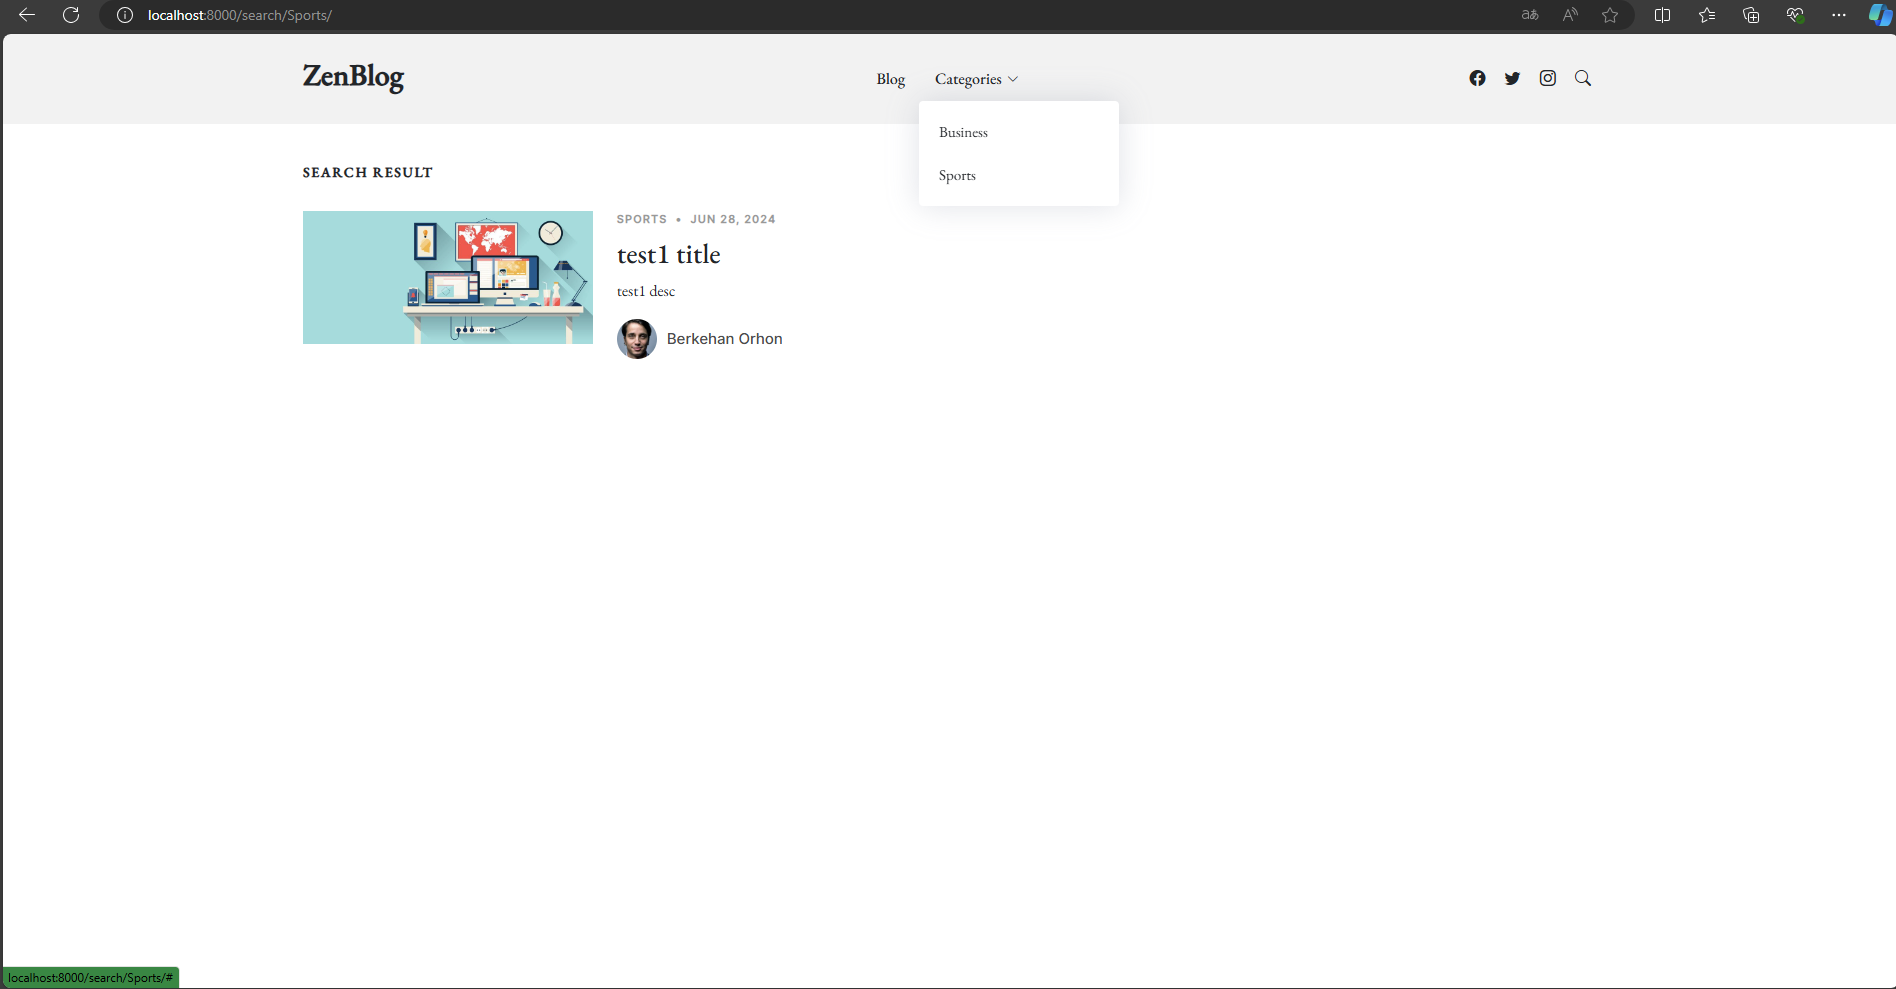 localhost:8000/search/Sports/
ZenBlog
Blog
Categories
Business
Sports
SEARCH RESULT
SPORTS • JUN 28, 2024
test1 title
test1 desc
Berkehan Orhon
localhost:8000/search/Sports/#